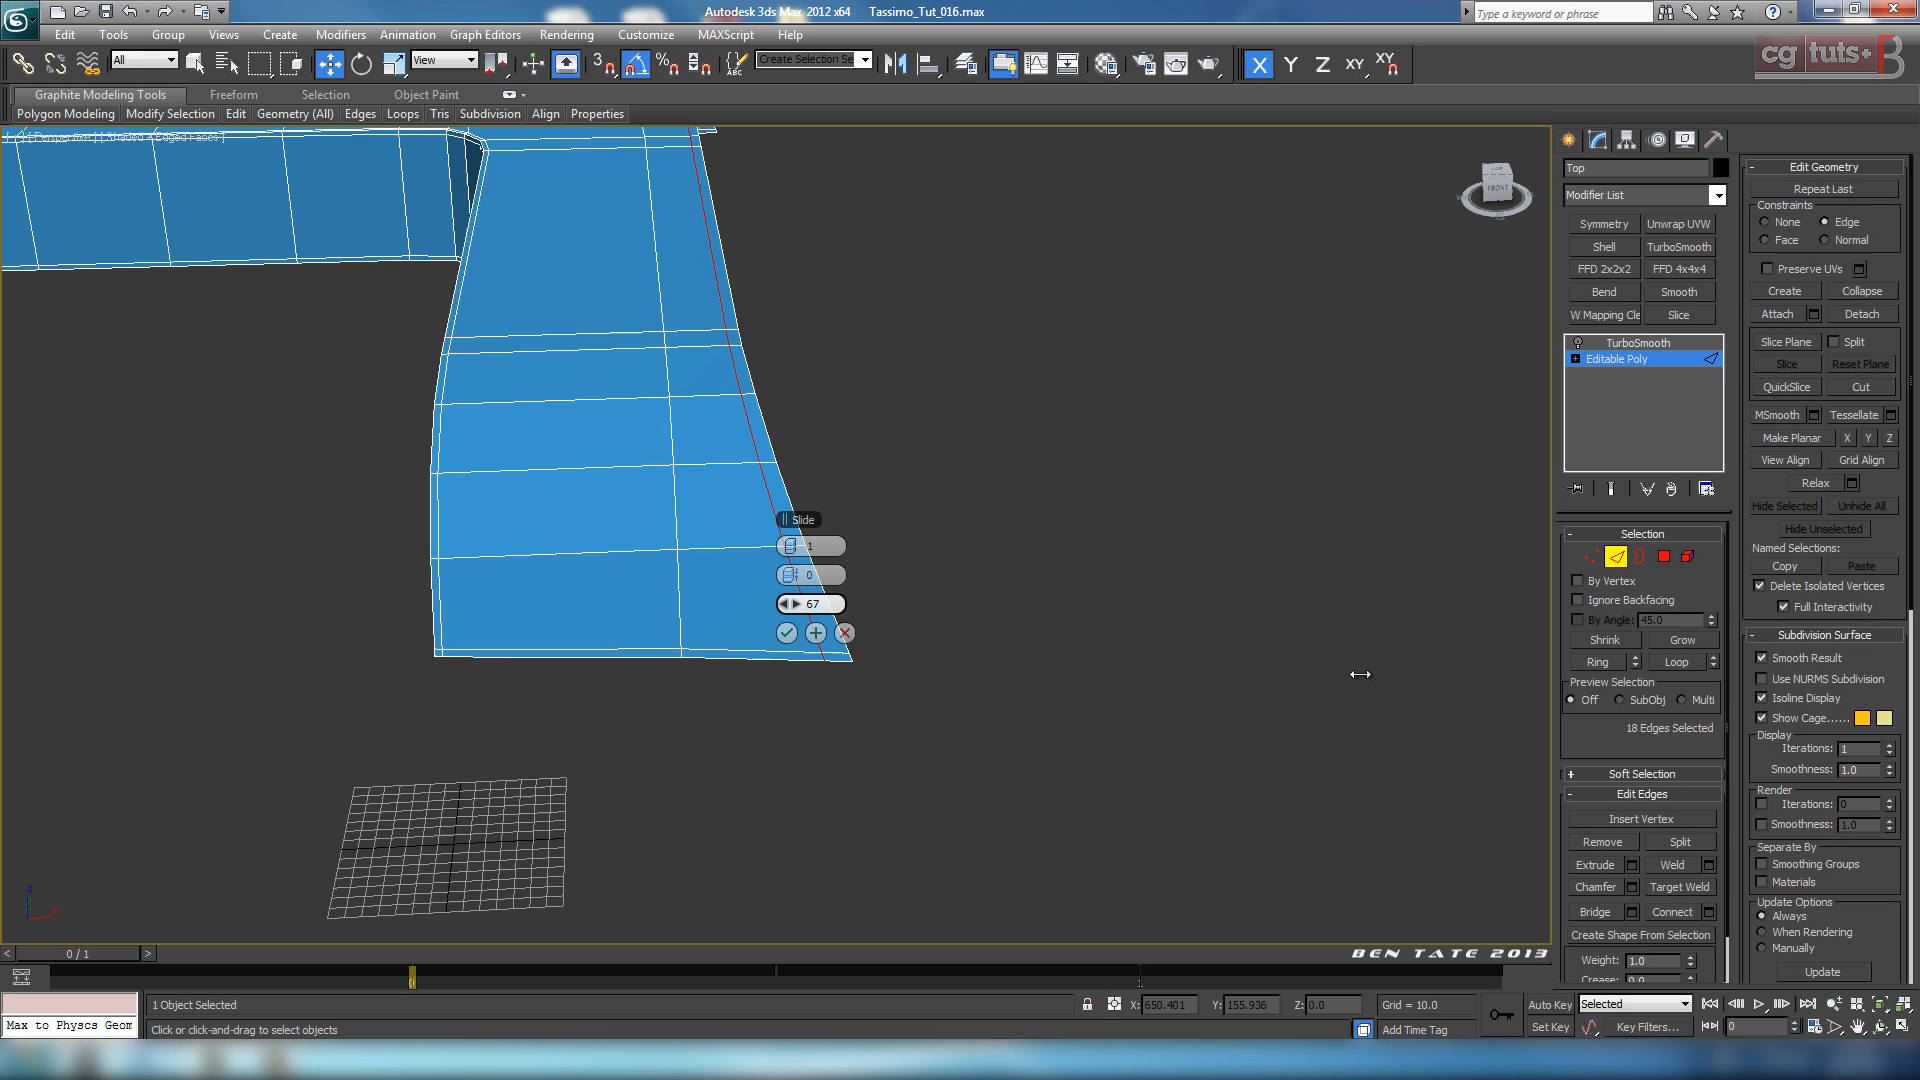 Autodesk 3ds Max 2012 x64 Tassimo_Tut_016.max
Type a keyword or phrase
Edit Tools Group Views Create Modifiers Animation Graph Editors Rendering Customize MAXScript Help
All View 3 Create Selection Se X Y Z XY XY
cg tuts+
Graphite Modeling Tools Freeform Selection Object Paint
Polygon Modeling Modify Selection Edit Geometry (All) Edges Loops Tris Subdivision Align Properties
FRONT
Slide
1
0
67
Top
Modifier List
Symmetry Unwrap UVW
Shell TurboSmooth
FFD 2x2x2 FFD 4x4x4
Bend Smooth
W Mapping Cle Slice
TurboSmooth
Editable Poly
Selection
By Vertex
Ignore Backfacing
By Angle: 45.0
Shrink Grow
Ring Loop
Preview Selection
Off SubObj Multi
18 Edges Selected
Soft Selection
Edit Edges
Insert Vertex
Remove Split
Extrude Weld
Chamfer Target Weld
Bridge Connect
Create Shape From Selection
Weight: 1.0
Edit Geometry
Repeat Last
Constraints
None Edge
Face Normal
Preserve UVs
Create Collapse
Attach Detach
Slice Plane Split
Slice Reset Plane
QuickSlice Cut
MSmooth Tessellate
Make Planar X Y Z
View Align Grid Align
Relax
Hide Selected Unhide All
Hide Unselected
Named Selections:
Copy Paste
Delete Isolated Vertices
Full Interactivity
Subdivision Surface
Smooth Result
Use NURMS Subdivision
Isoline Display
Show Cage......
Display
Iterations: 1
Smoothness: 1.0
Render
Iterations: 0
Smoothness: 1.0
Separate By
Smoothing Groups
Materials
Update Options
Always
When Rendering
Manually
Update
z
BEN TATE 2013
< 0 / 1 >
0 1
1 Object Selected X: 650.401 Y: 155.936 Z: 0.0 Grid = 10.0 Auto Key Selected
Max to Physcs Geom Click or click-and-drag to select objects Add Time Tag Set Key Key Filters... 0